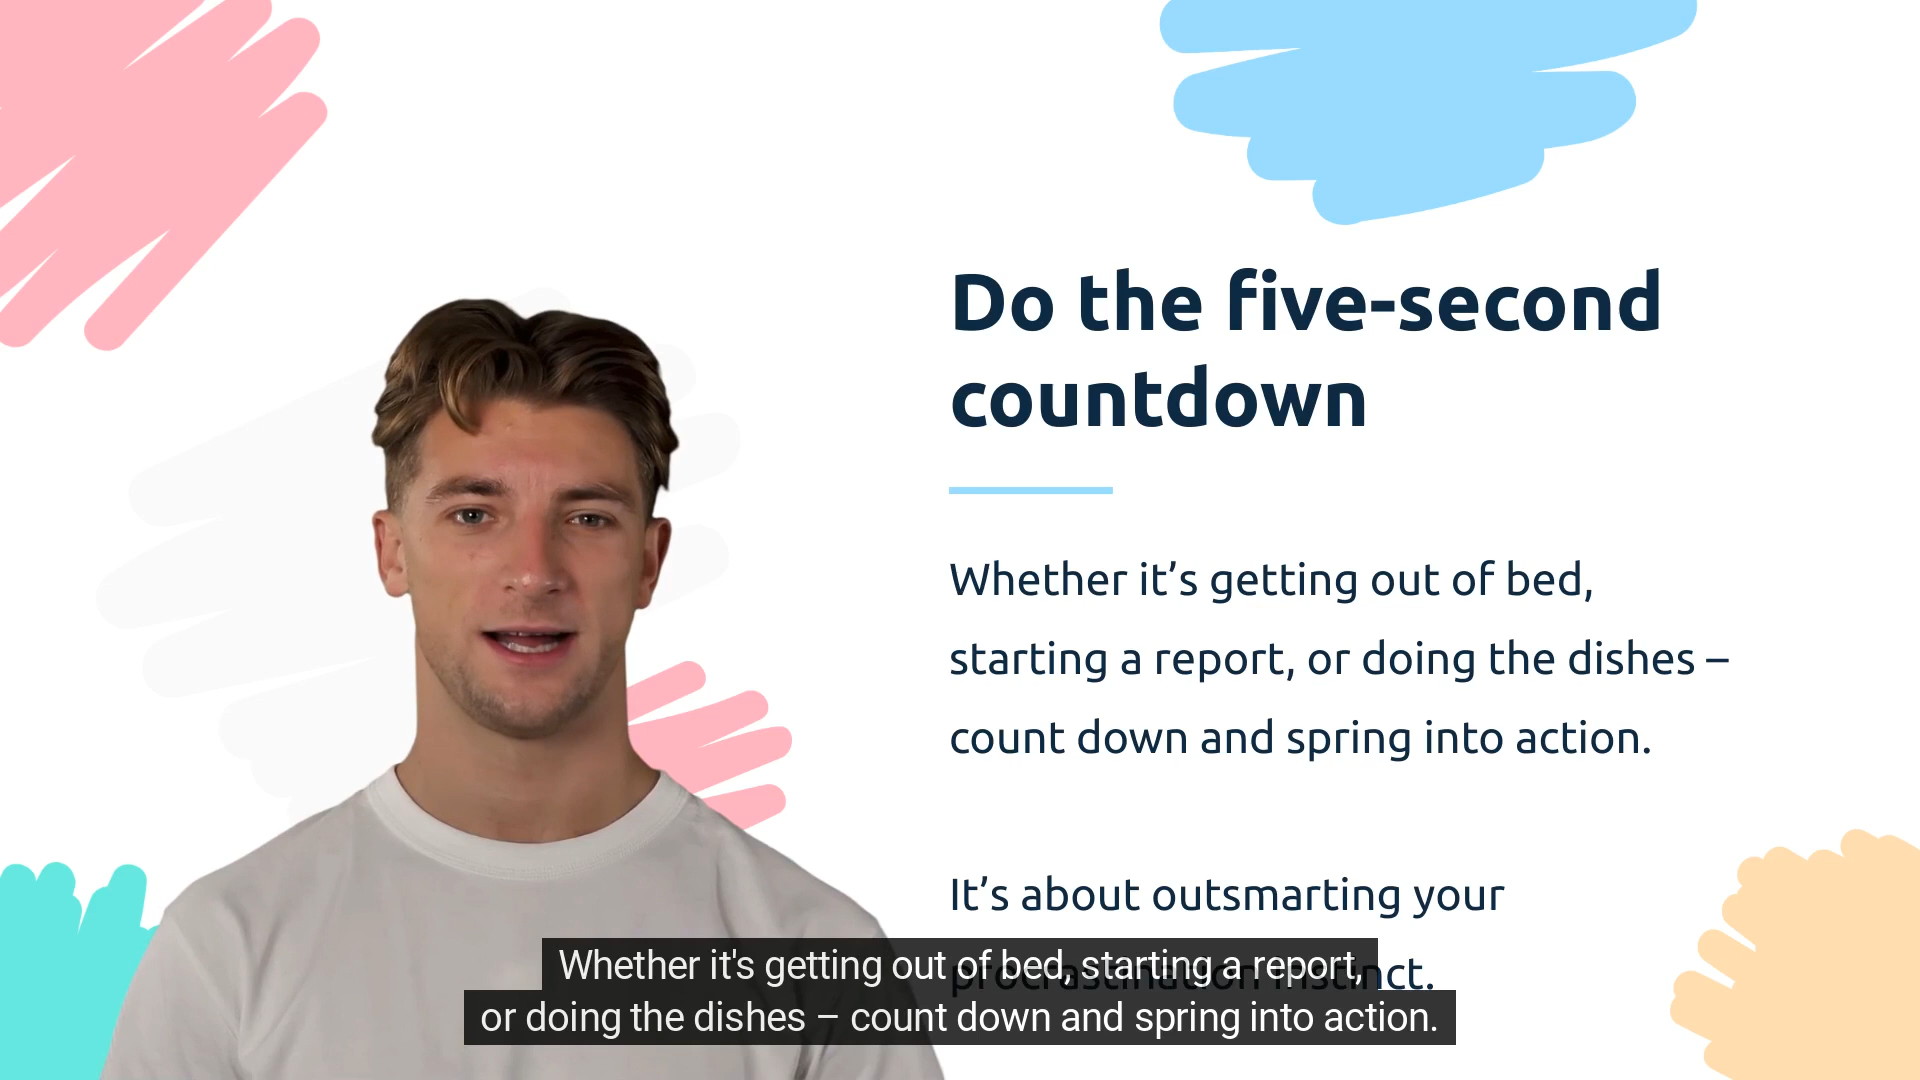 Do the five-second
countdown
Whether it’s getting out of bed,
starting a report, or doing the dishes –
count down and spring into action.
It’s about outsmarting your
procrastination instinct.
Whether it's getting out of bed, starting a report,
or doing the dishes – count down and spring into action.